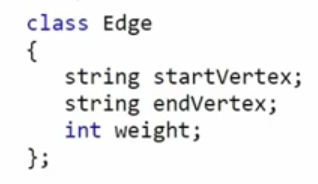 class Edge
{
string startVertex;
string endVertex;
int weight;
};